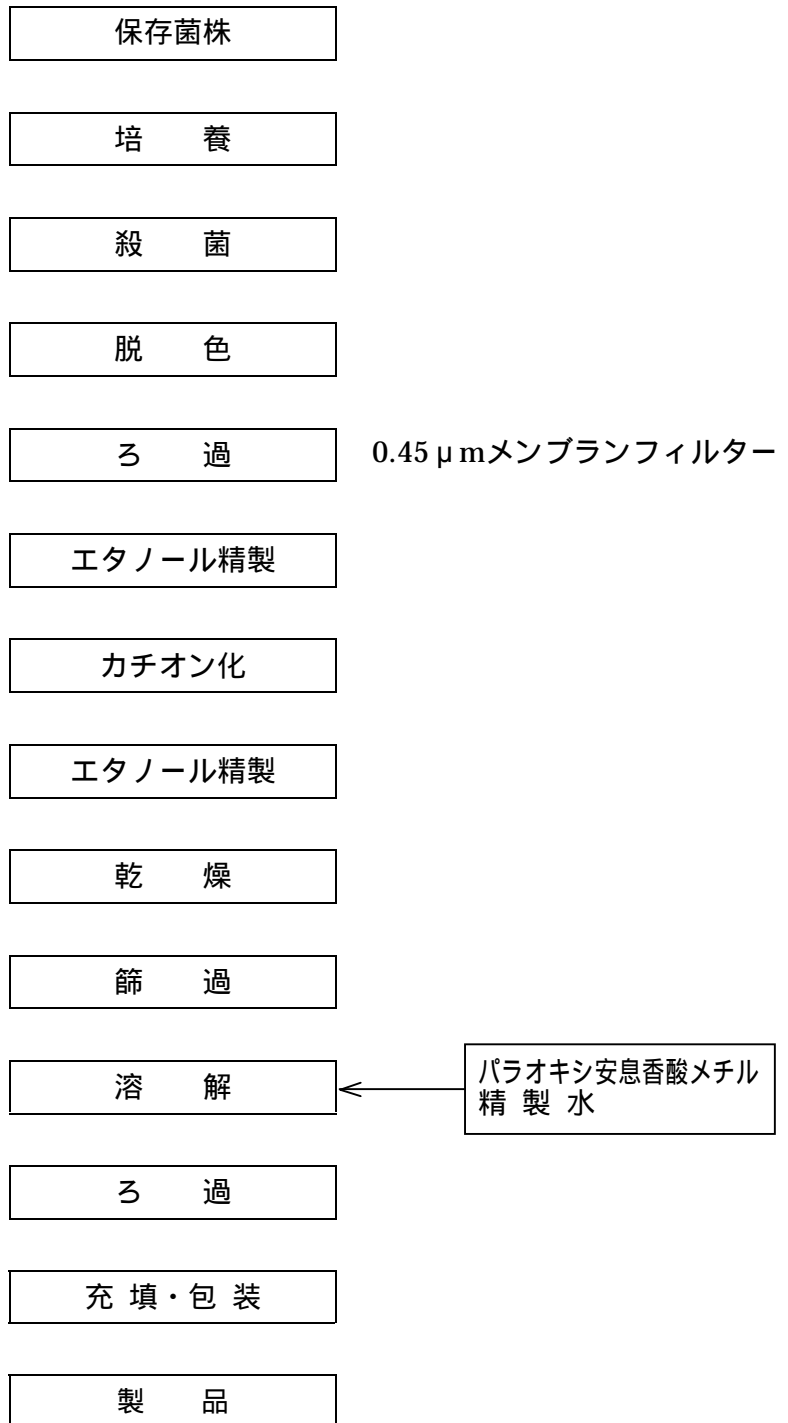 保存菌株
培　　養
殺　　菌
脱　　色
ろ　　過　0.45μmメンブランフィルター
エタノール精製
カチオン化
エタノール精製
乾　　燥
篩　　過
溶　　解
パラオキシ安息香酸メチル
精 製 水
ろ　　過
充 填・包 装
製　　品